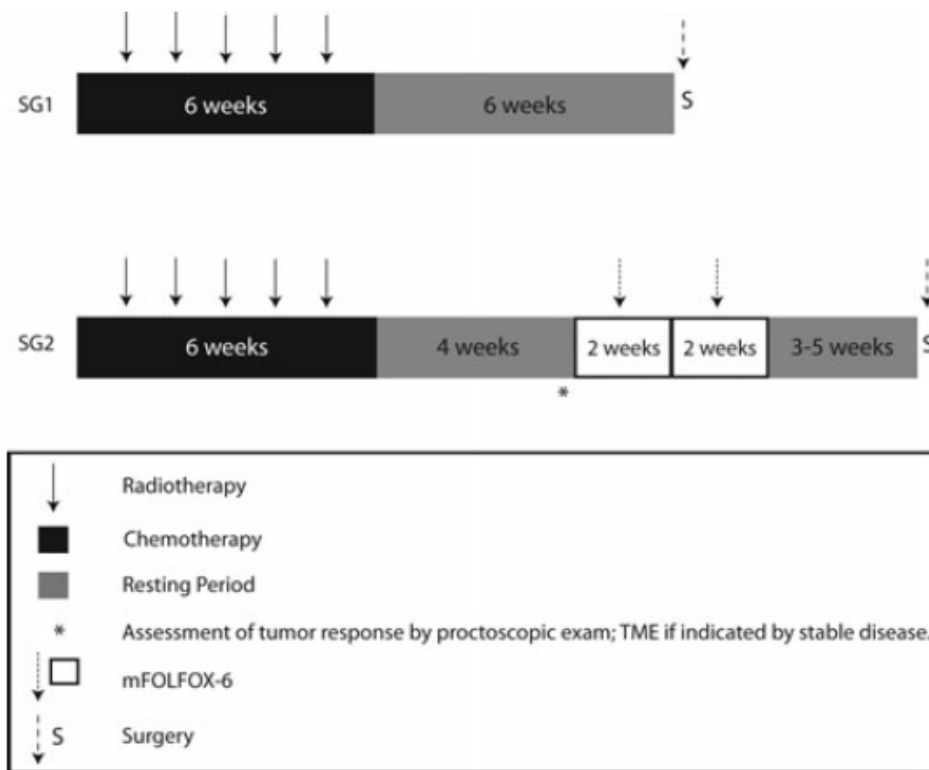 SG1 6 weeks 6 weeks S
SG2 6 weeks 4 weeks 2 weeks 2 weeks 3-5 weeks S
*
Radiotherapy
Chemotherapy
Resting Period
* Assessment of tumor response by proctoscopic exam; TME if indicated by stable disease.
mFOLFOX-6
S Surgery